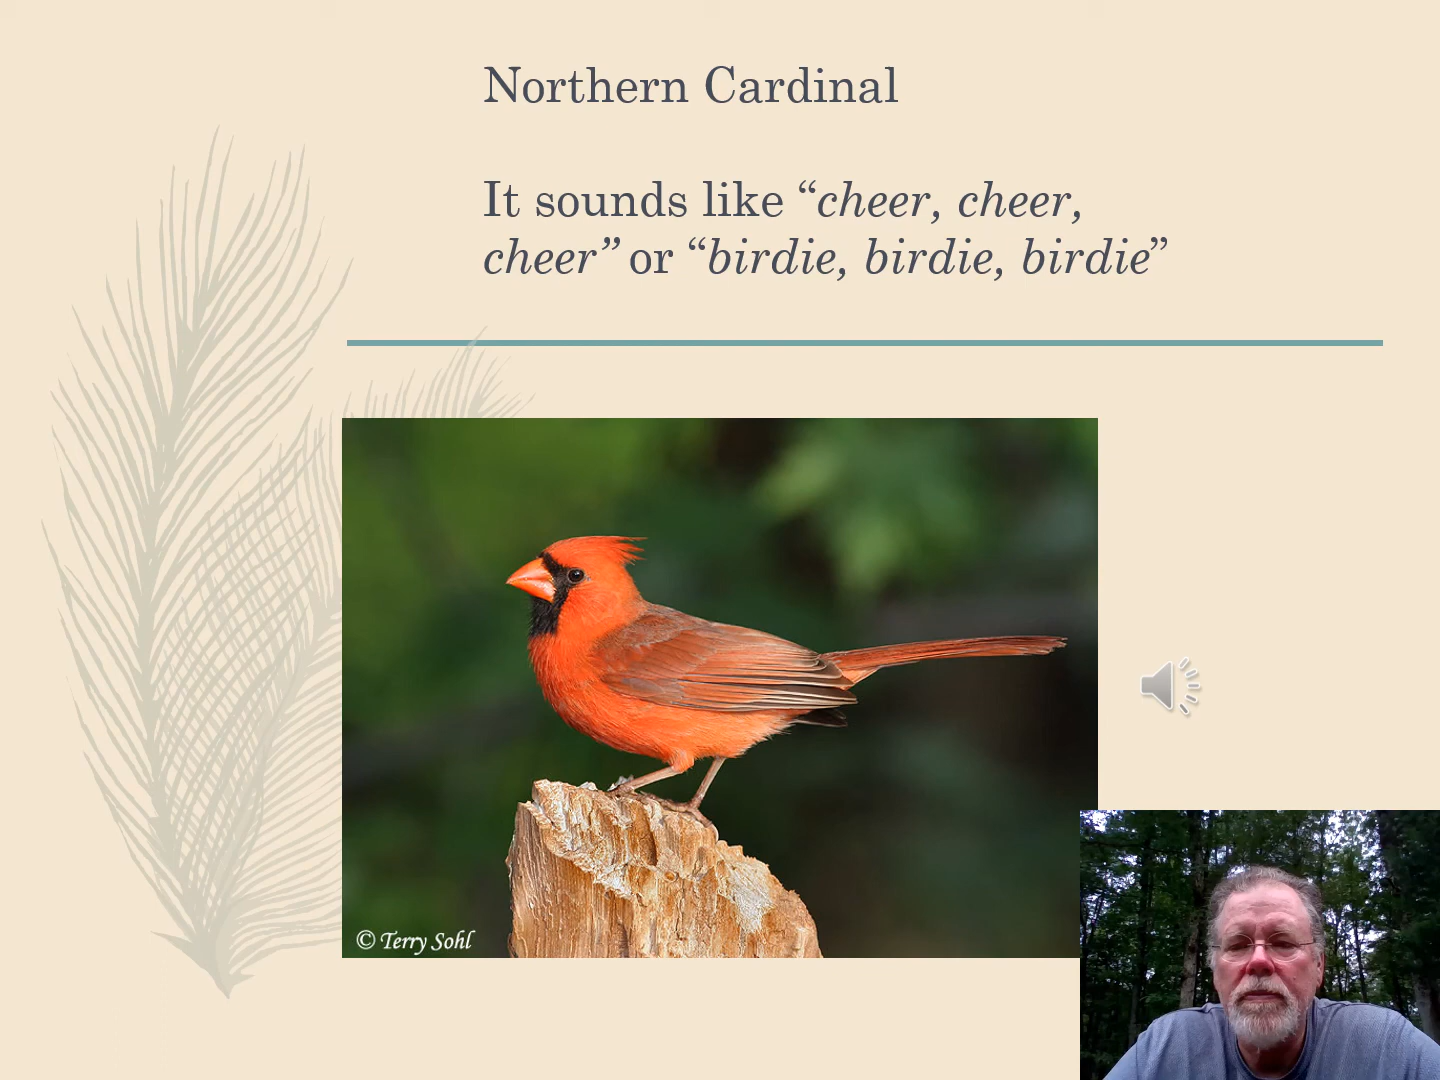 Northern Cardinal
It sounds like “cheer, cheer,
cheer” or “birdie, birdie, birdie”
© Terry Sohl